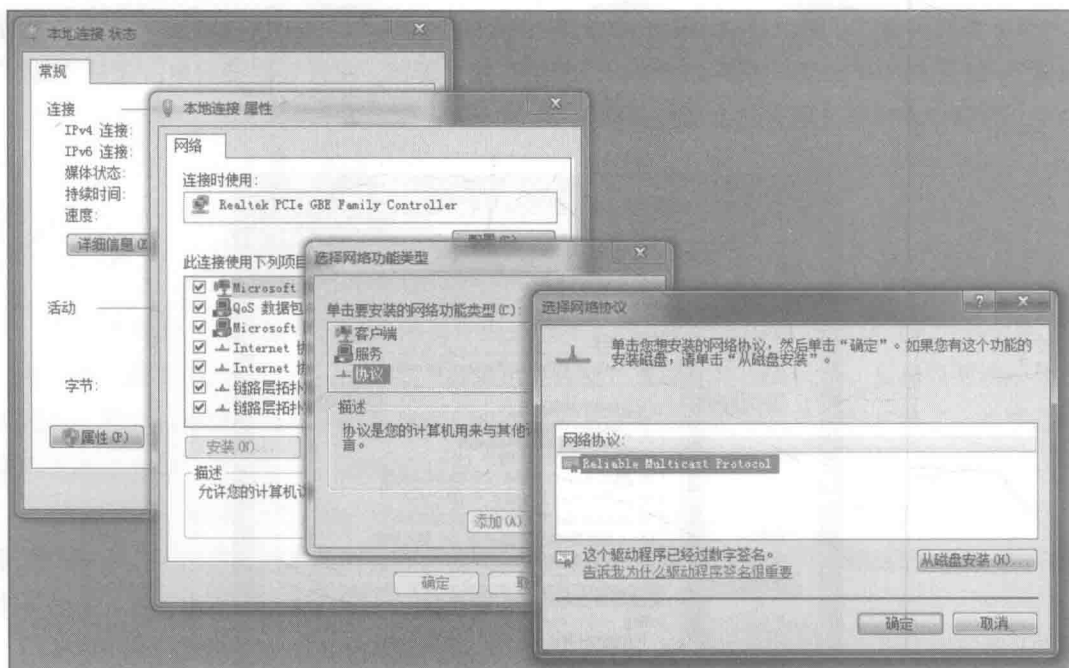 本地连接 状态
常规
连接
IPv4 连接:
IPv6 连接:
媒体状态:
持续时间:
速度:
详细信息(E
活动
字节:
属性(P)
本地连接 属性
网络
连接时使用:
Realtek PCIe GBE Family Controller
配置(C)...
此连接使用下列项目
Microsoft
QoS 数据包
Microsoft
Internet 协
Internet 协
链路层拓扑
链路层拓扑
安装(N)...
描述
允许您的计算机
确定
取
选择网络功能类型
单击要安装的网络功能类型(C):
客户端
服务
协议
描述
协议是您的计算机用来与其他
言。
添加(A)...
选择网络协议
单击您想安装的网络协议，然后单击“确定”。如果您有这个功能的
安装磁盘，请单击“从磁盘安装”。
网络协议:
Reliable Multicast Protocol
这个驱动程序已经过数字签名。
告诉我为什么驱动程序签名很重要
从磁盘安装(H)...
确定
取消